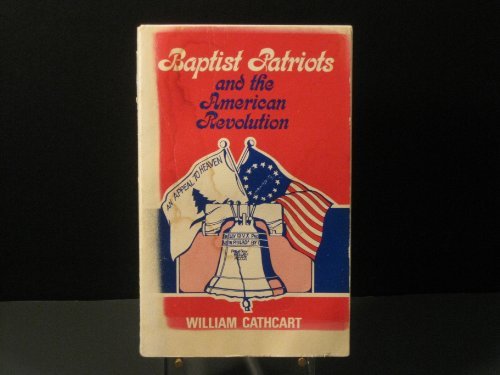 Baptist Patriots
and the
American
Revolution
AN APPEAL TO HEAVEN
WILLIAM CATHCART